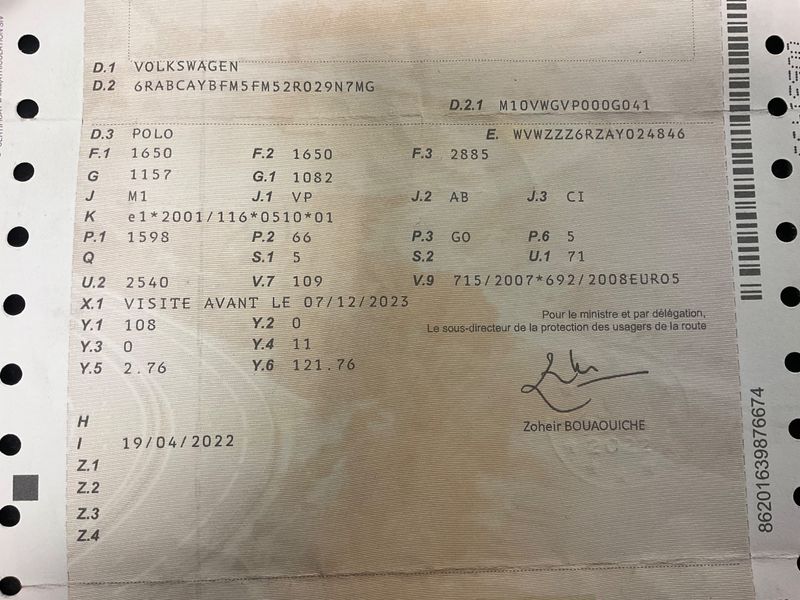 D.1 VOLKSWAGEN
D.2 6RABCAYBFM5FM52R029N7MG
D.2.1 M10VWGVP000G041
D.3 POLO E. WVWZZZ6RZAY024846
F.1 1650 F.2 1650 F.3 2885
G 1157 G.1 1082
J M1 J.1 VP J.2 AB J.3 CI
K e1*2001/116*0510*01
P.1 1598 P.2 66 P.3 GO P.6 5
Q S.1 5 S.2 U.1 71
U.2 2540 V.7 109 V.9 715/2007*692/2008EURO5
X.1 VISITE AVANT LE 07/12/2023
Pour le ministre et par délégation,
Le sous-directeur de la protection des usagers de la route
Y.1 108 Y.2 0
Y.3 0 Y.4 11
Y.5 2.76 Y.6 121.76
Zoheir BOUAOUICHE
H
I 19/04/2022
Z.1
Z.2
Z.3
Z.4
86201639876674